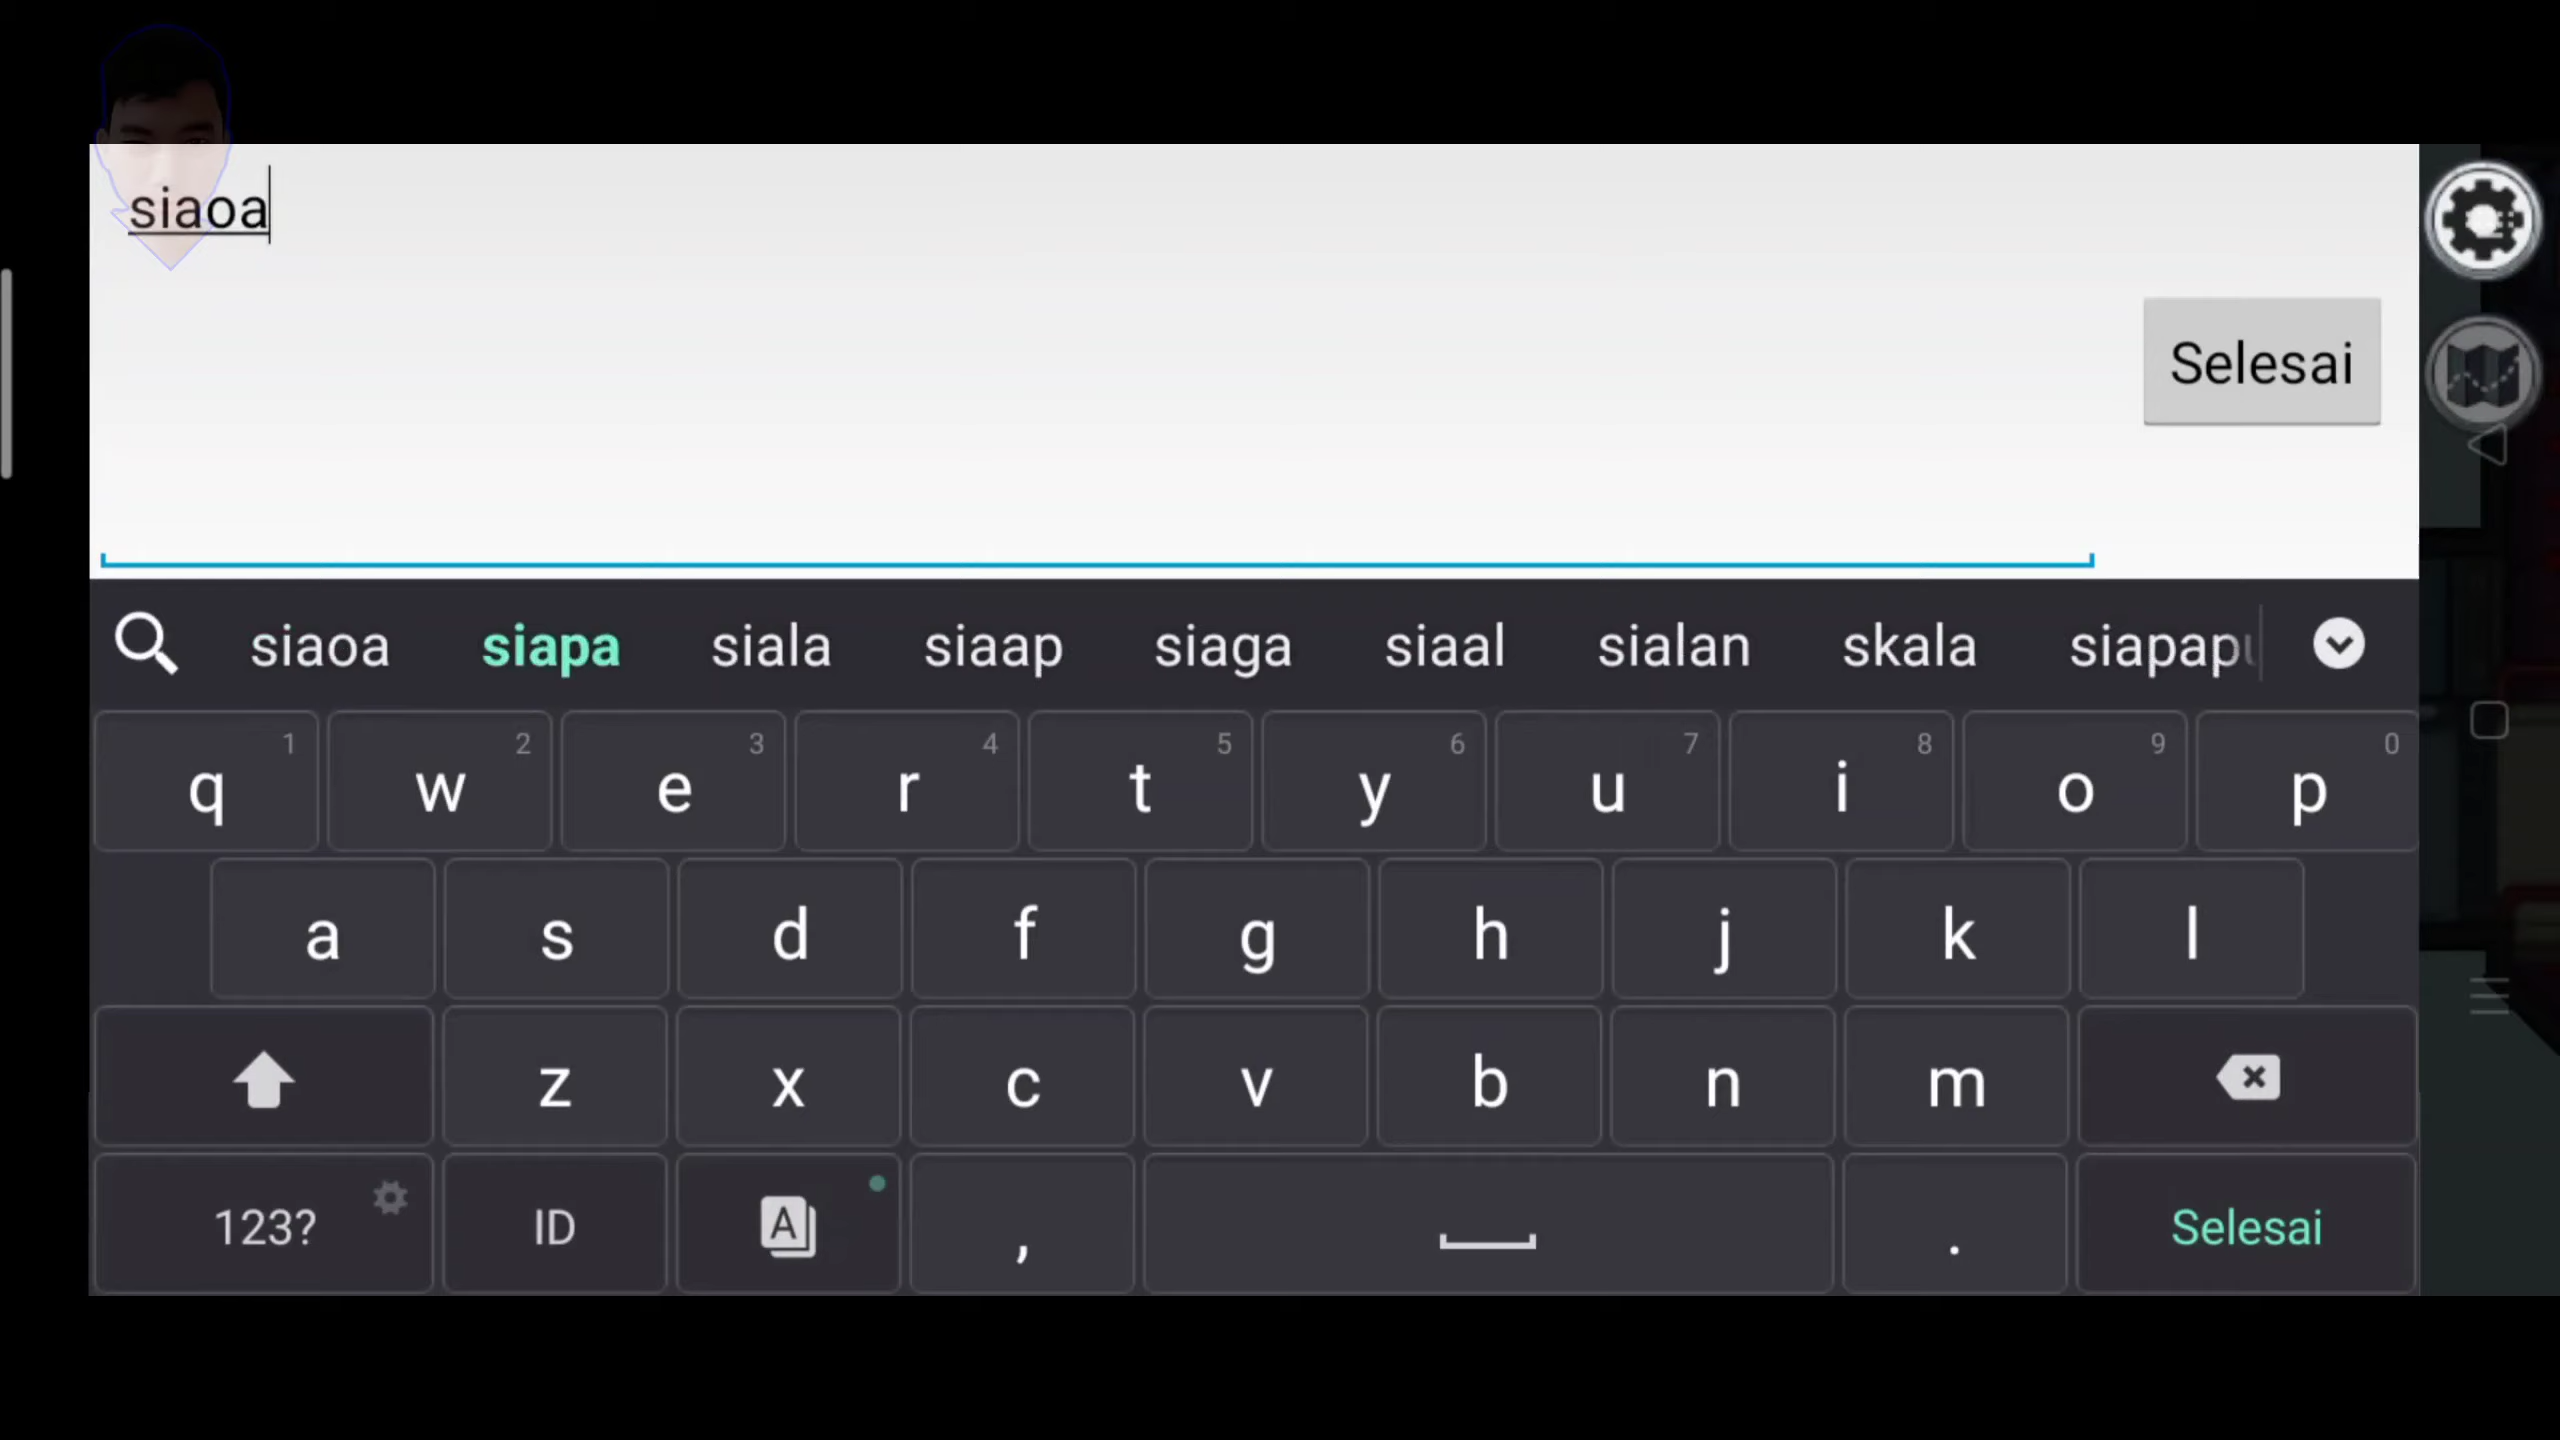 siaoa
Selesai
siaoa siapa siala siaap siaga siaal sialan skala siapap
1 2 3 4 5 6 7 8 9 0
q w e r t y u i o p
a s d f g h j k l
z x c v b n m
123? ID A , . Selesai